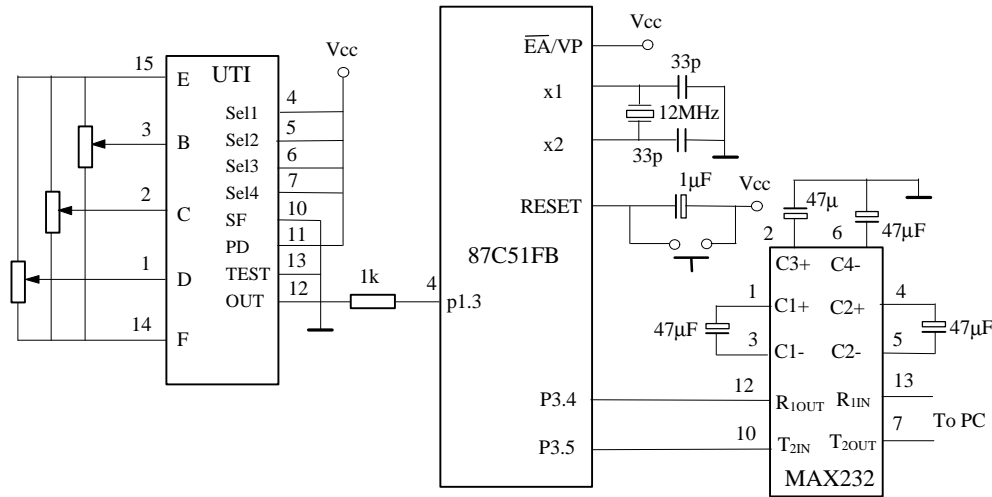 15
E
3
B
2
C
1
D
14
F
UTI
Vcc
4
Sel1
5
Sel2
6
Sel3
7
Sel4
10
SF
11
PD
13
TEST
12
OUT
1k
4
p1.3
87C51FB
EA/VP
Vcc
x1
33p
12MHz
x2
33p
RESET
1µF
Vcc
P3.4
P3.5
47µ
47µF
2
6
C3+
C4-
1
C1+
C2+
4
47µF
47µF
3
C1-
C2-
5
12
R1OUT
R1IN
13
To PC
10
T2IN
T2OUT
7
MAX232